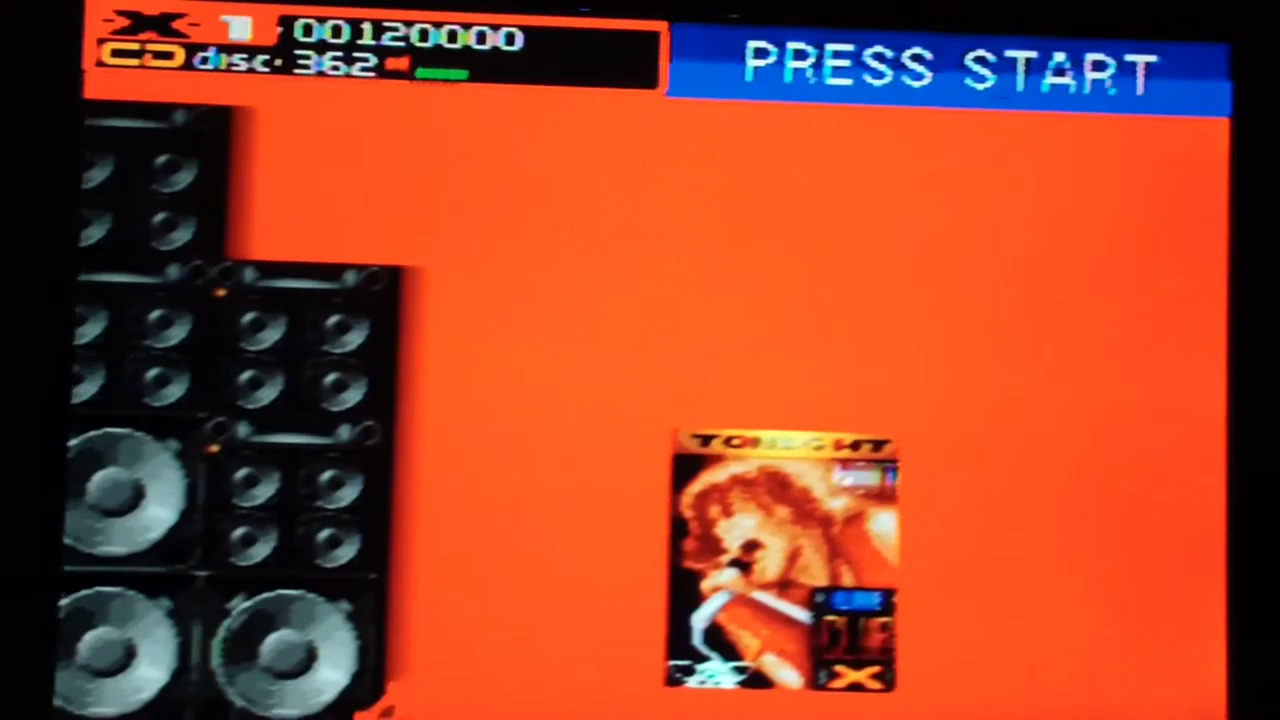 1 00120000
CD disc· 362
PRESS START
TONIGHT
X